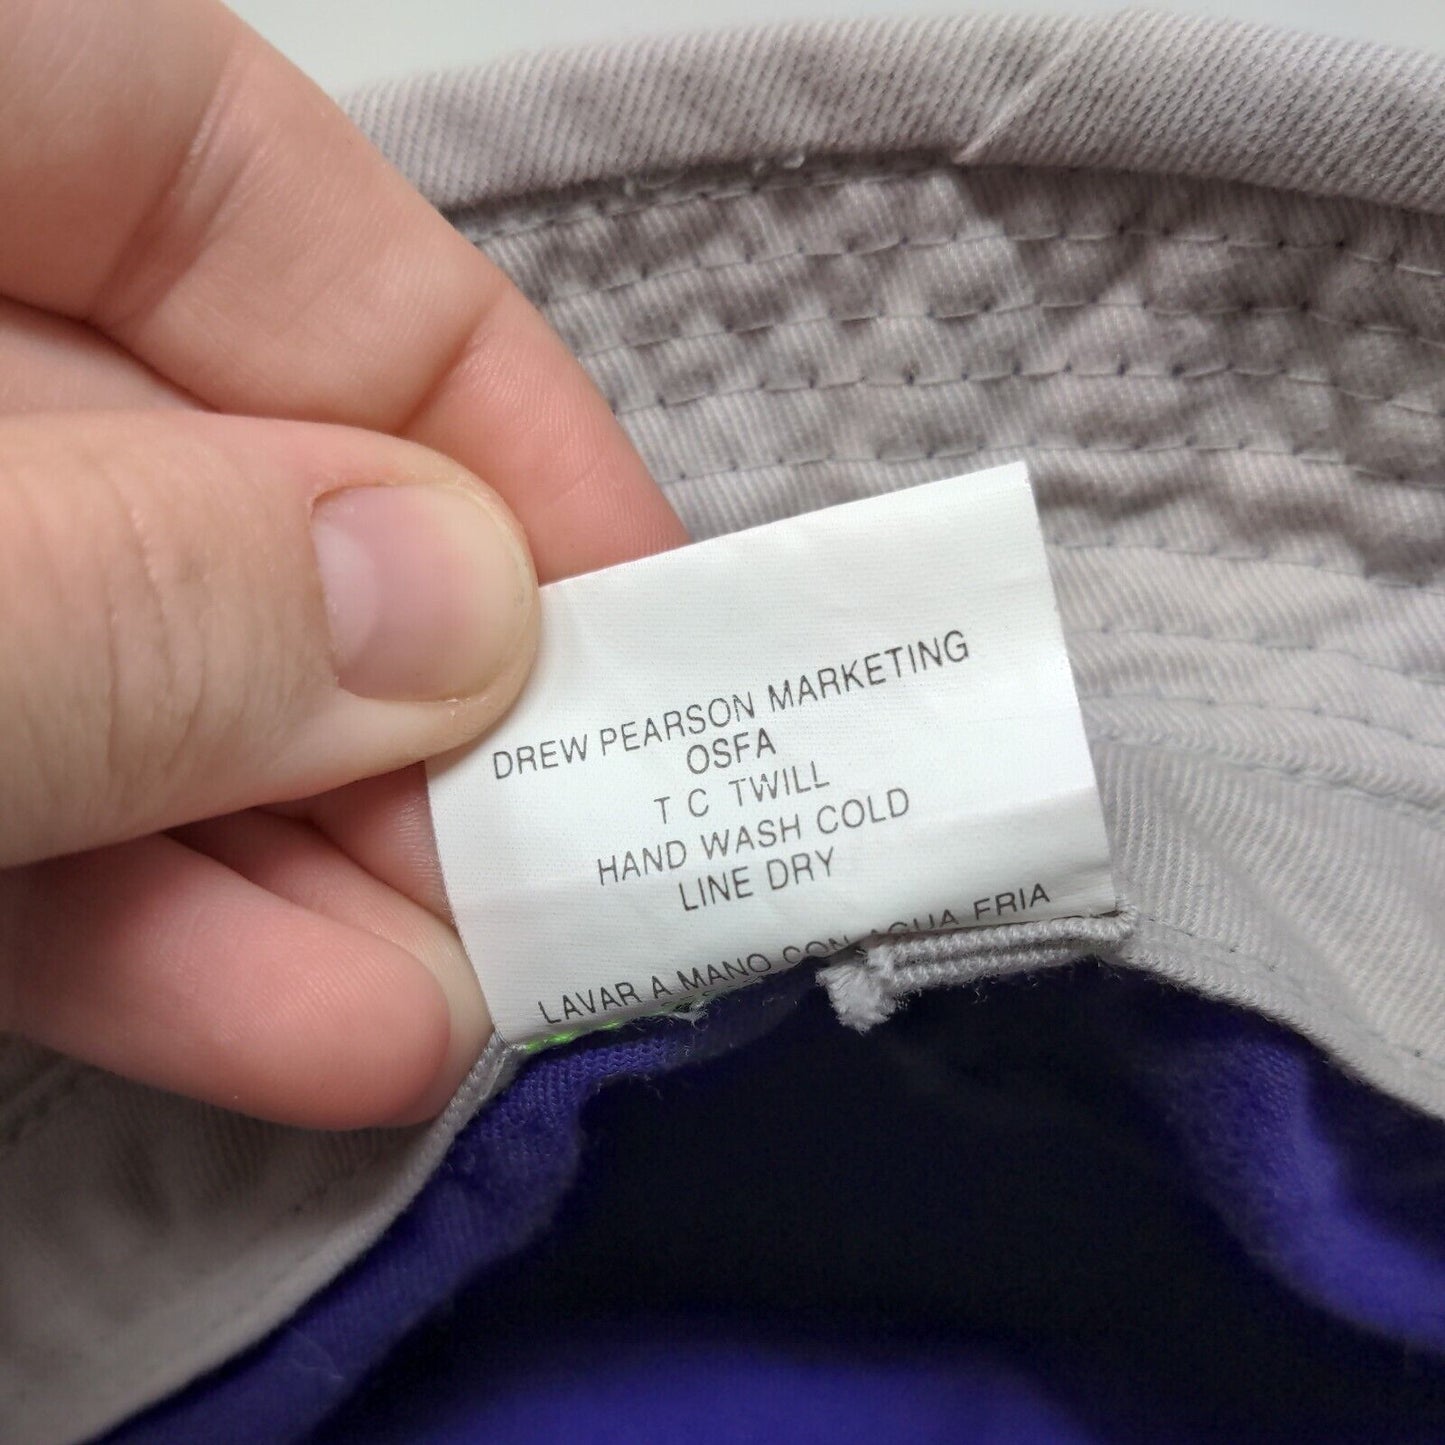 DREW PEARSON MARKETING
OSFA
T C TWILL
HAND WASH COLD
LINE DRY
LAVAR A MANO CON AGUA FRIA